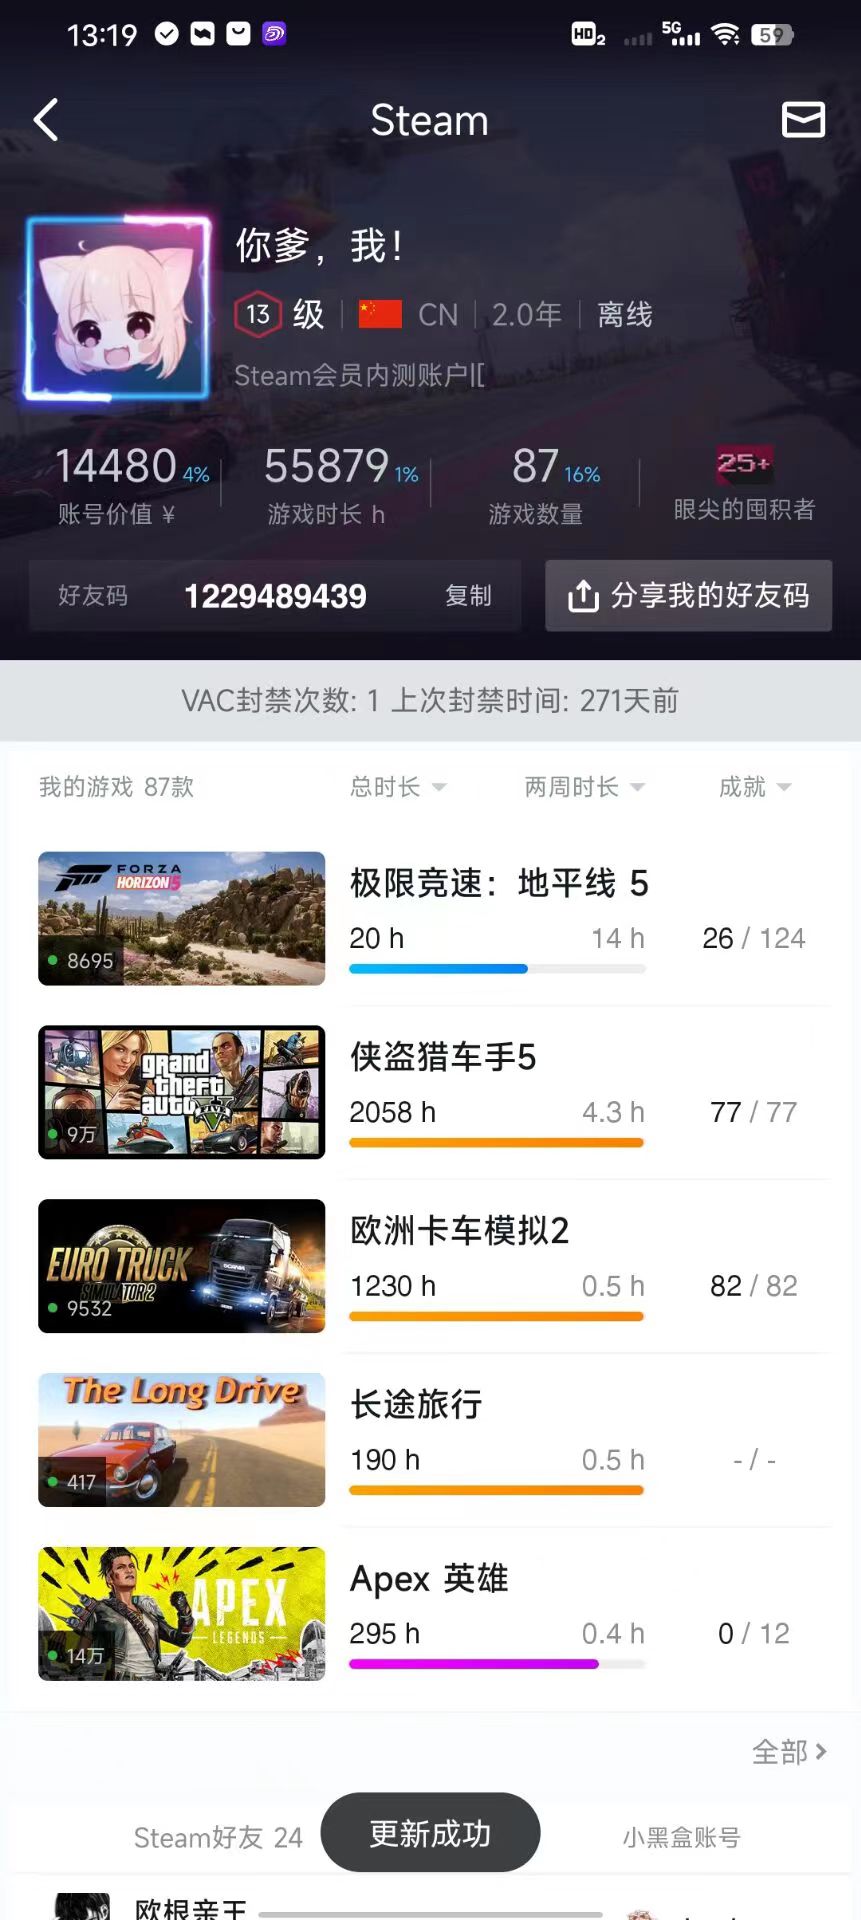 13:19 HD2 5G 59
Steam
你爹，我！
13 级 CN 2.0年 离线
Steam会员内测账户|[
14480 4% 55879 1% 87 16% 25+
账号价值 ¥ 游戏时长 h 游戏数量 眼尖的囤积者
好友码 1229489439 复制 分享我的好友码
VAC封禁次数: 1 上次封禁时间: 271天前
我的游戏 87款 总时长 两周时长 成就
FORZA
HORIZON 5
8695
极限竞速：地平线 5
20 h 14 h 26 / 124
grand
theft
auto
FIVE
9万
侠盗猎车手5
2058 h 4.3 h 77 / 77
EURO TRUCK
SIMULATOR 2
SCANIA
9532
欧洲卡车模拟2
1230 h 0.5 h 82 / 82
The Long Drive
417
长途旅行
190 h 0.5 h - / -
APEX
LEGENDS
14万
Apex 英雄
295 h 0.4 h 0 / 12
全部
Steam好友 24 更新成功 小黑盒账号
欧根亲王